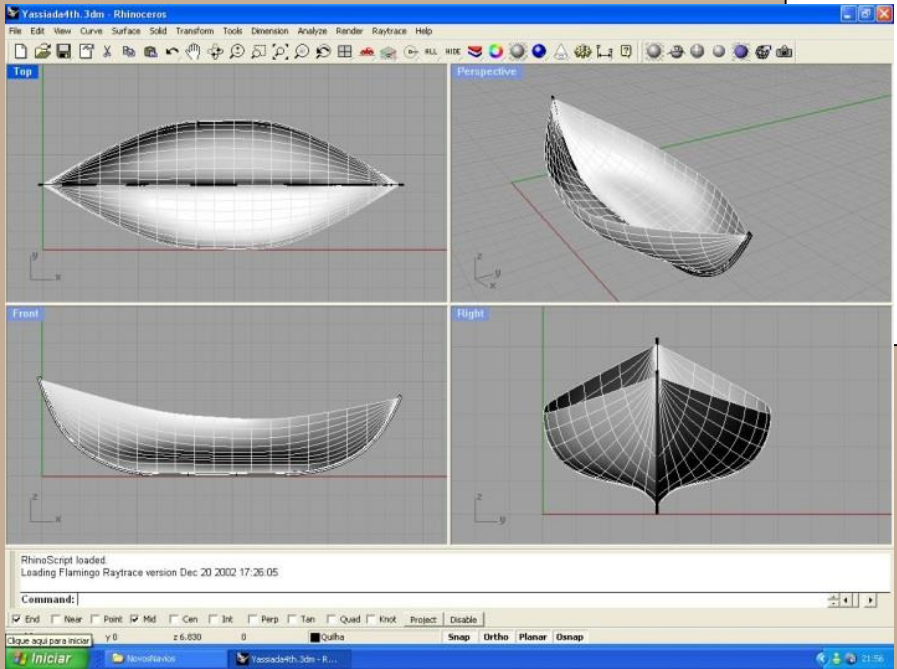 Yassiada4th.3dm - Rhinoceros
File Edit View Curve Surface Solid Transform Tools Dimension Analyze Render Raytrace Help
ALL HIDE
Top
Perspective
y
x
z
y
x
Front
Right
z
x
z
y
RhinoScript loaded.
Loading Flamingo Raytrace version Dec 20 2002 17:26:05
Command:
End Near Point Mid Cen Int Perp Tan Quad Knot Project Disable
Clique aqui para iniciar y 0 z 6.830 0 Quilha Snap Ortho Planar Osnap
Iniciar NovosNavios Yassiada4th.3dm - R... 21:56